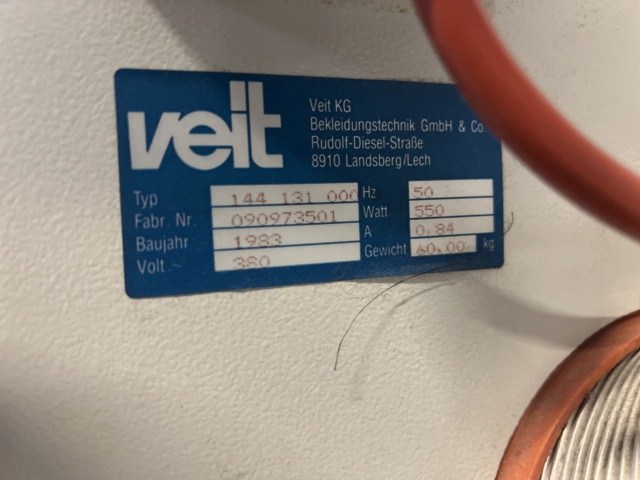 veit
Veit KG
Bekleidungstechnik GmbH & Co.
Rudolf-Diesel-Straße
8910 Landsberg/Lech
Typ 144 131 000 Hz 50
Fabr. Nr. 090973501 Watt 550
Baujahr 1983 A 0.84
Volt ~ 380 Gewicht 60,00 kg